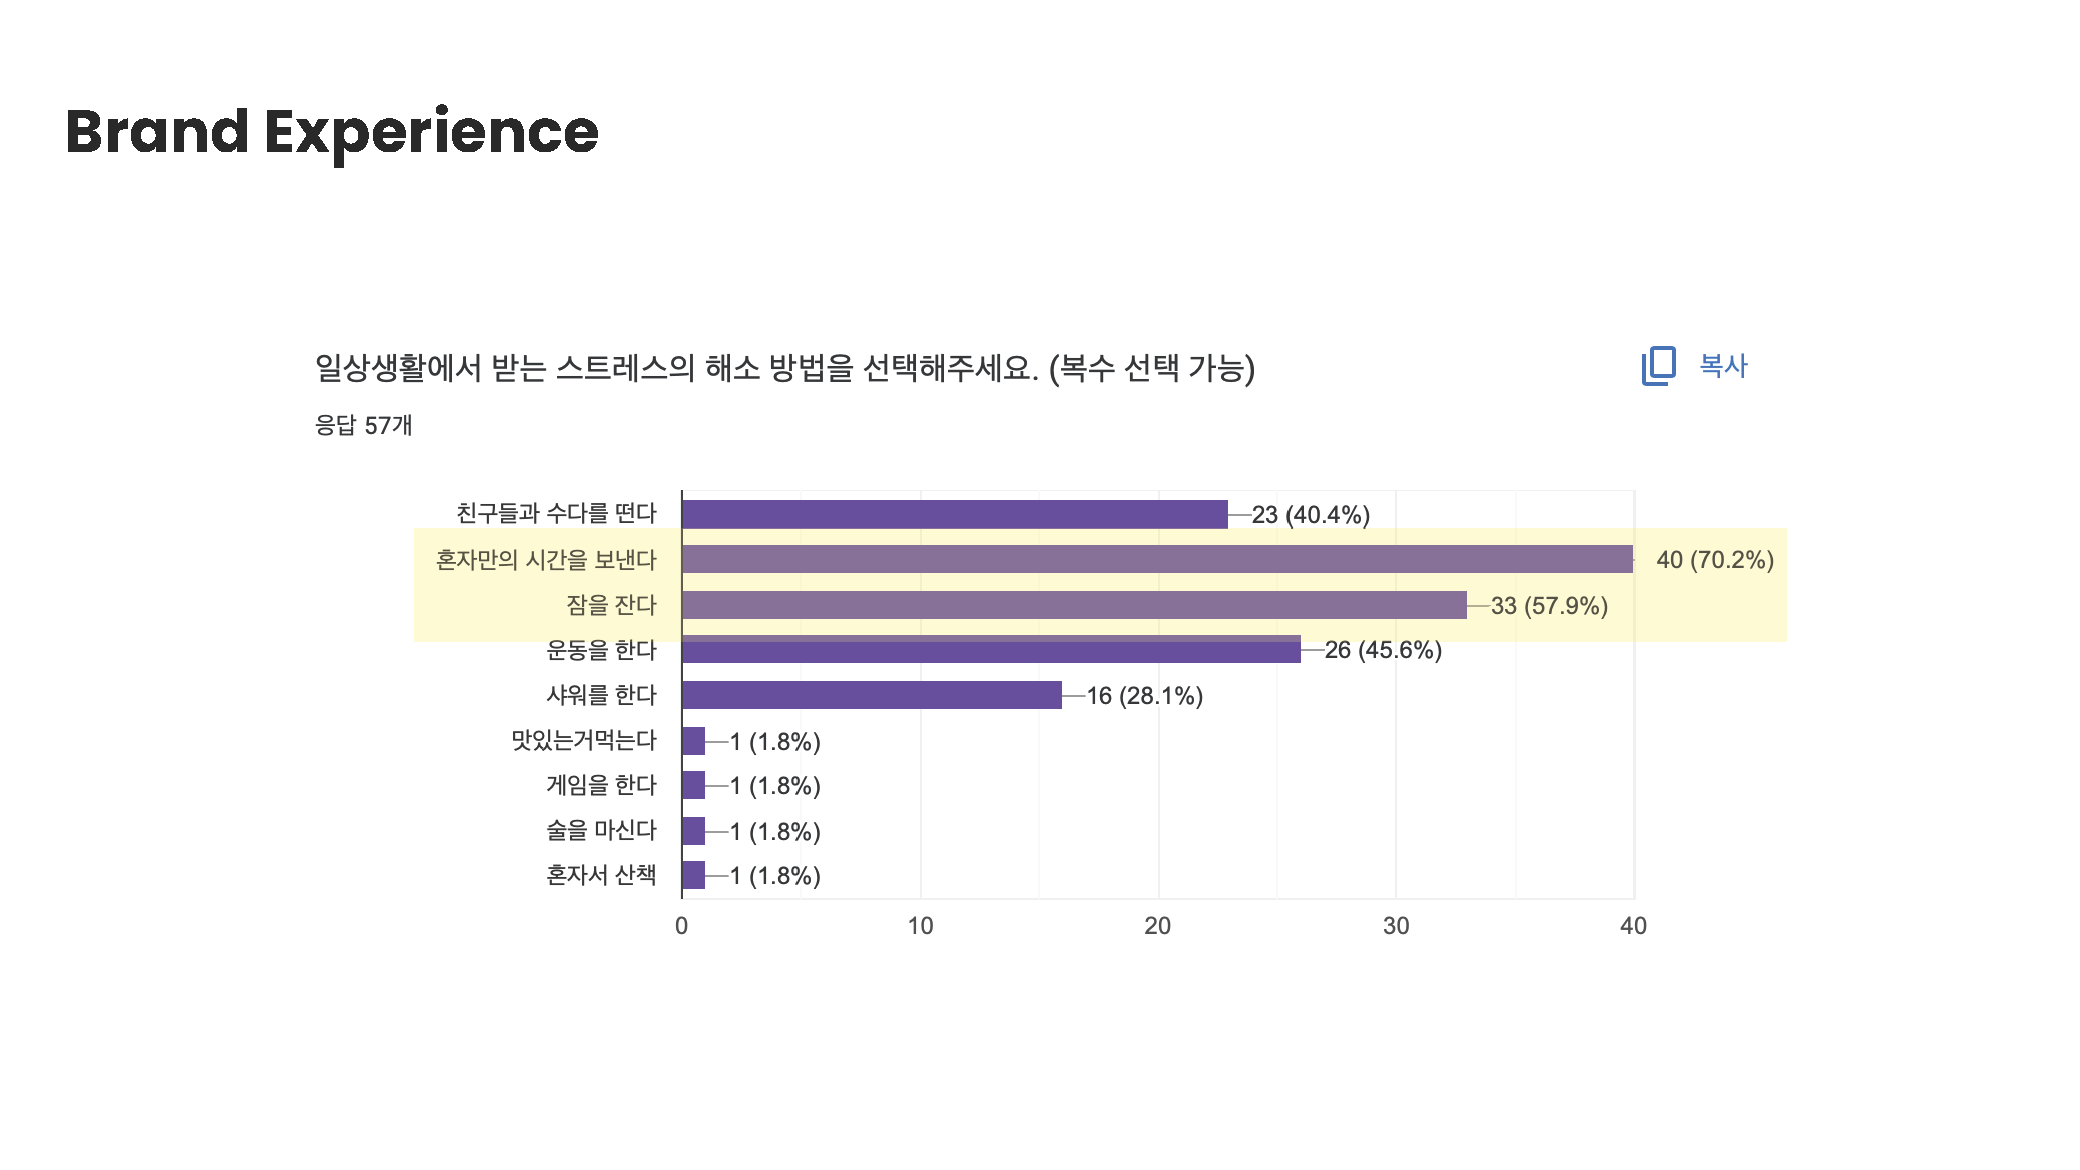 Brand Experience
일상생활에서 받는 스트레스의 해소 방법을 선택해주세요. (복수 선택 가능)
복사
응답 57개
친구들과 수다를 떤다 23 (40.4%)
혼자만의 시간을 보낸다 40 (70.2%)
잠을 잔다 33 (57.9%)
운동을 한다 26 (45.6%)
샤워를 한다 16 (28.1%)
맛있는거먹는다 1 (1.8%)
게임을 한다 1 (1.8%)
술을 마신다 1 (1.8%)
혼자서 산책 1 (1.8%)
0 10 20 30 40